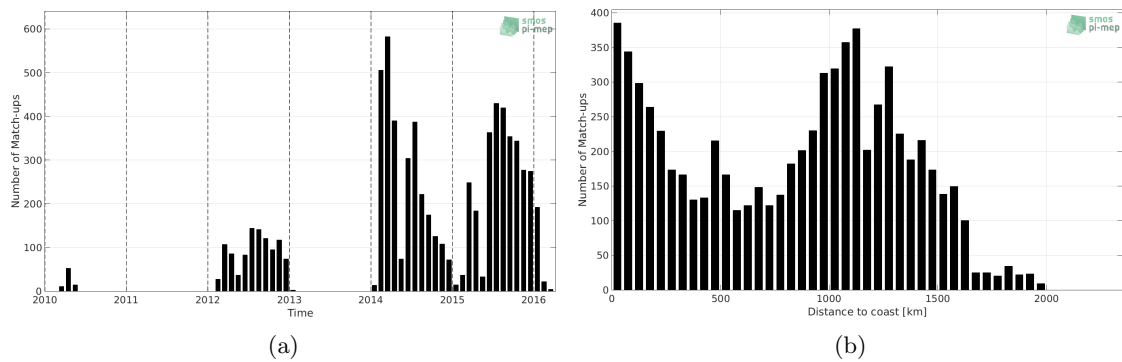 600
500
400
300
200
100
0
Number of Match-ups
2010
2011
2012
2013
2014
2015
2016
Time
smos
pi-mep
(a)
400
350
300
250
200
150
100
50
0
Number of Match-ups
0
500
1000
1500
2000
Distance to coast [km]
smos
pi-mep
(b)